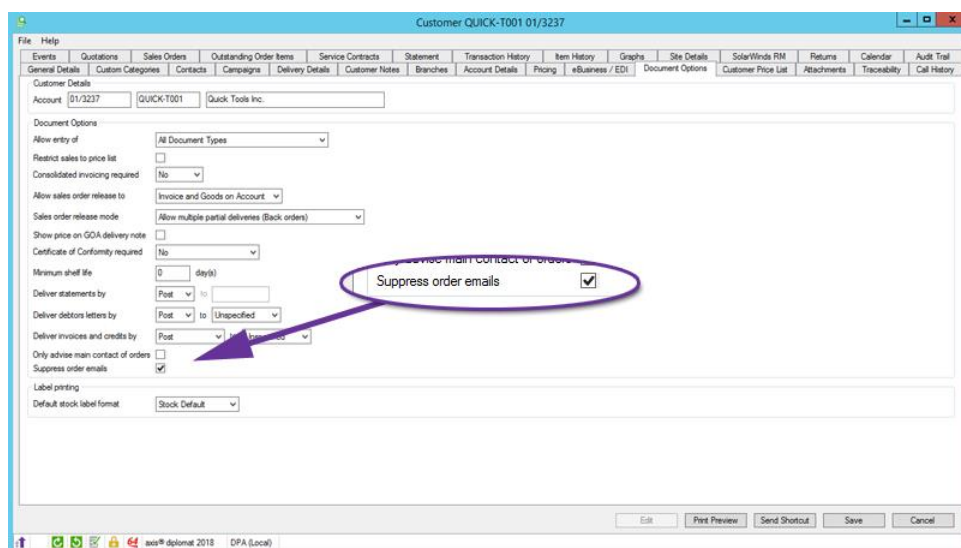 Customer QUICK-T001 01/3237
File Help
Events Quotations Sales Orders Outstanding Order Items Service Contracts Statement Transaction History Item History Graphs Site Details SolarWinds RM Returns Calendar Audit Trail
General Details Custom Categories Contacts Campaigns Delivery Details Customer Notes Branches Account Details Pricing eBusiness / EDI Document Options Customer Price List Attachments Traceability Call History
Customer Details
Account 01/3237 QUICK-T001 Quick Tools Inc.
Document Options
Allow entry of All Document Types
Restrict sales to price list
Consolidated invoicing required No
Allow sales order release to Invoice and Goods on Account
Sales order release mode Allow multiple partial deliveries (Back orders)
Show price on GOA delivery note
Certificate of Conformity required No
Minimum shelf life 0 day(s)
Suppress order emails
Deliver statements by Post to
Deliver debtors letters by Post to Unspecified
Deliver invoices and credits by Post
Only advise main contact of orders
Suppress order emails
Label printing
Default stock label format Stock Default
Edit Print Preview Send Shortcut Save Cancel
axis® diplomat 2018 DPA (Local)